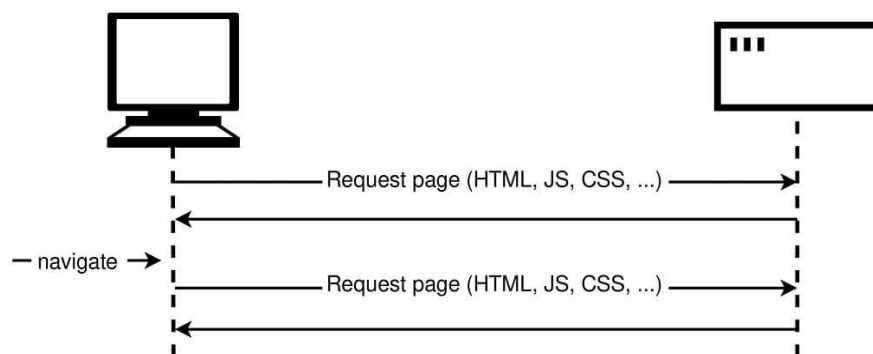 Request page (HTML, JS, CSS, ...)
navigate
Request page (HTML, JS, CSS, ...)